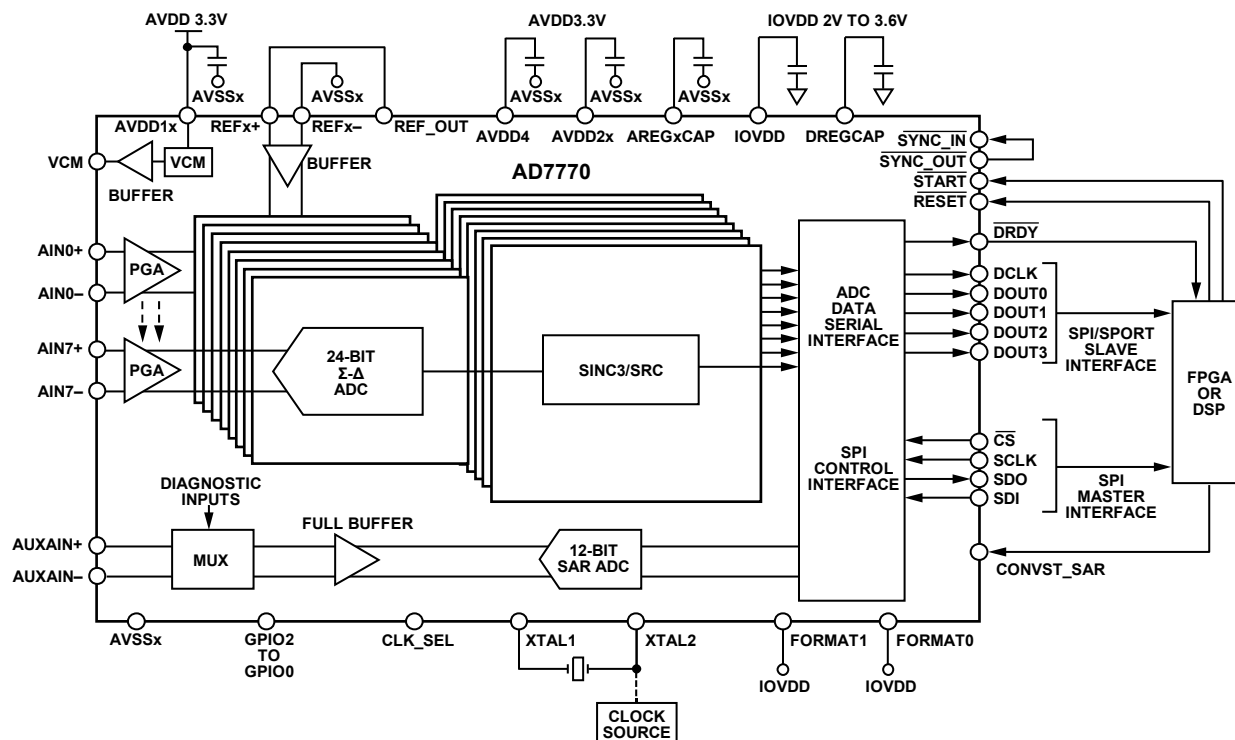 AVDD 3.3V
AVDD3.3V
IOVDD 2V TO 3.6V
AVSSx
AVSSx
AVSSx
AVSSx
AVSSx
AVDD1x
REFx+
REFx–
REF_OUT
AVDD4
AVDD2x
AREGxCAP
IOVDD
DREGCAP
VCM
BUFFER
VCM
BUFFER
AD7770
SYNC_IN
SYNC_OUT
START
RESET
DRDY
DCLK
DOUT0
DOUT1
DOUT2
DOUT3
SPI/SPORT
SLAVE
INTERFACE
FPGA
OR
DSP
AIN0+
PGA
AIN0–
AIN7+
PGA
AIN7–
24-BIT
Σ-Δ
ADC
SINC3/SRC
ADC
DATA
SERIAL
INTERFACE
SPI
CONTROL
INTERFACE
CS
SCLK
SDO
SDI
SPI
MASTER
INTERFACE
CONVST_SAR
DIAGNOSTIC
INPUTS
FULL BUFFER
AUXAIN+
AUXAIN–
MUX
12-BIT
SAR ADC
AVSSx
GPIO2
TO
GPIO0
CLK_SEL
XTAL1
XTAL2
FORMAT1
FORMAT0
IOVDD
IOVDD
CLOCK
SOURCE